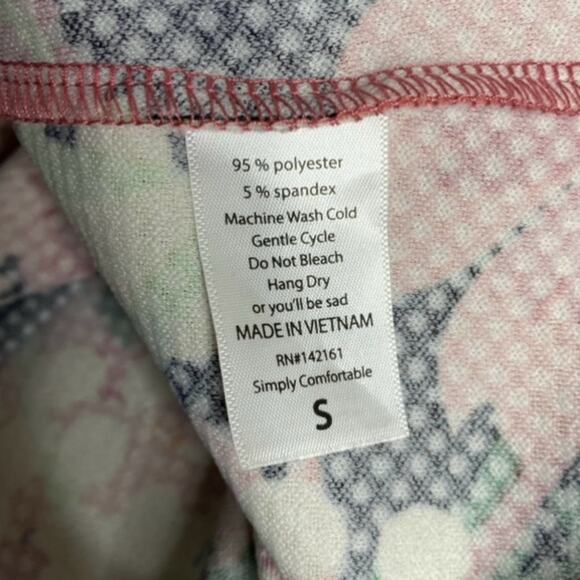 95 % polyester
5 % spandex
Machine Wash Cold
Gentle Cycle
Do Not Bleach
Hang Dry
or you'll be sad
MADE IN VIETNAM
RN#142161
Simply Comfortable
S